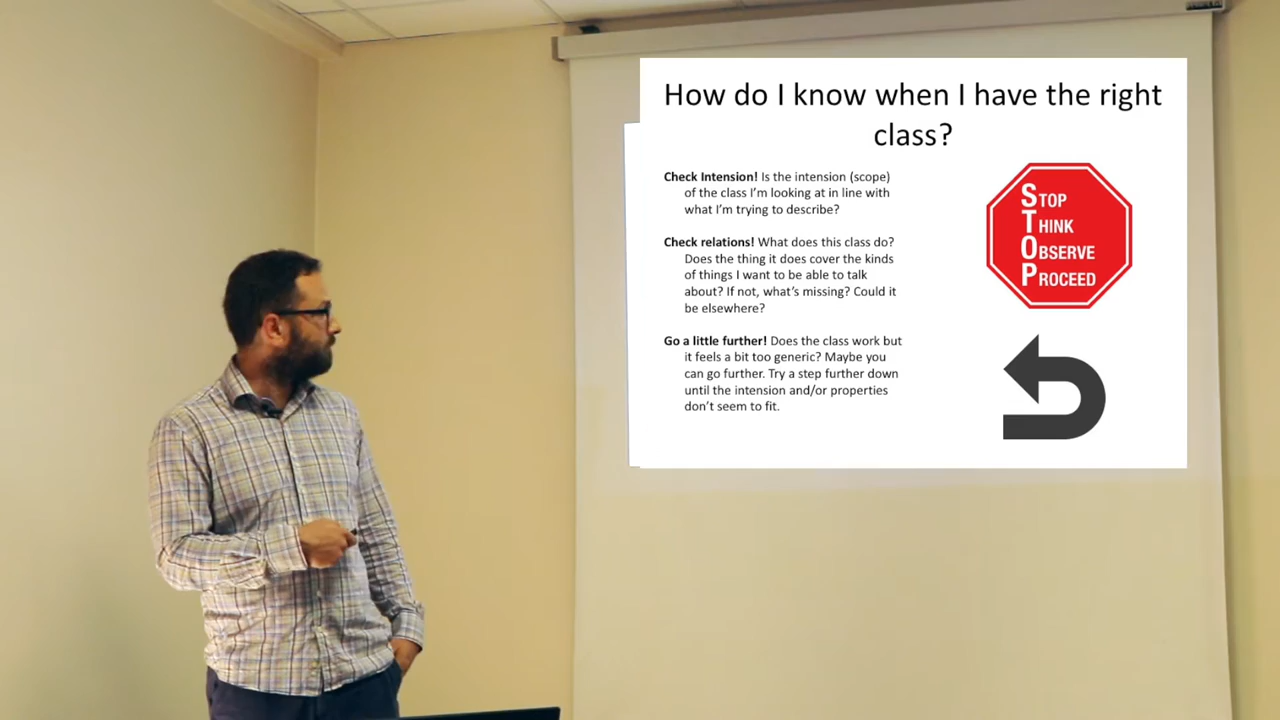 How do I know when I have the right
class?
Check Intension! Is the intension (scope)
of the class I'm looking at in line with
what I'm trying to describe?
Check relations! What does this class do?
Does the thing it does cover the kinds
of things I want to be able to talk
about? If not, what's missing? Could it
be elsewhere?
Go a little further! Does the class work but
it feels a bit too generic? Maybe you
can go further. Try a step further down
until the intension and/or properties
don't seem to fit.
STOP
THINK
OBSERVE
PROCEED